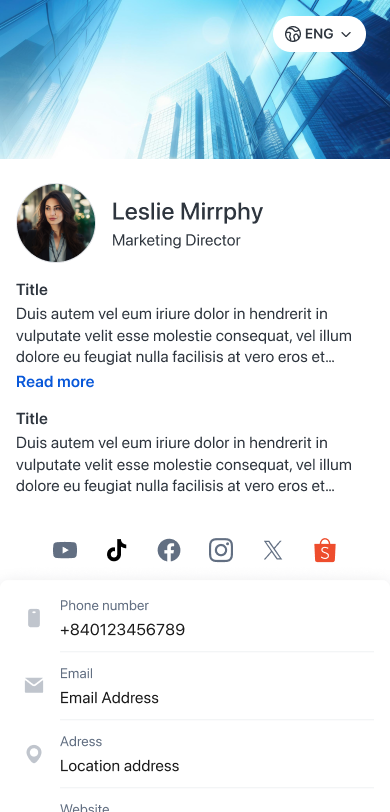 ENG
Leslie Mirrphy
Marketing Director
Title
Duis autem vel eum iriure dolor in hendrerit in
vulputate velit esse molestie consequat, vel illum
dolore eu feugiat nulla facilisis at vero eros et...
Read more
Title
Duis autem vel eum iriure dolor in hendrerit in
vulputate velit esse molestie consequat, vel illum
dolore eu feugiat nulla facilisis at vero eros et...
Phone number
+840123456789
Email
Email Address
Adress
Location address
Website